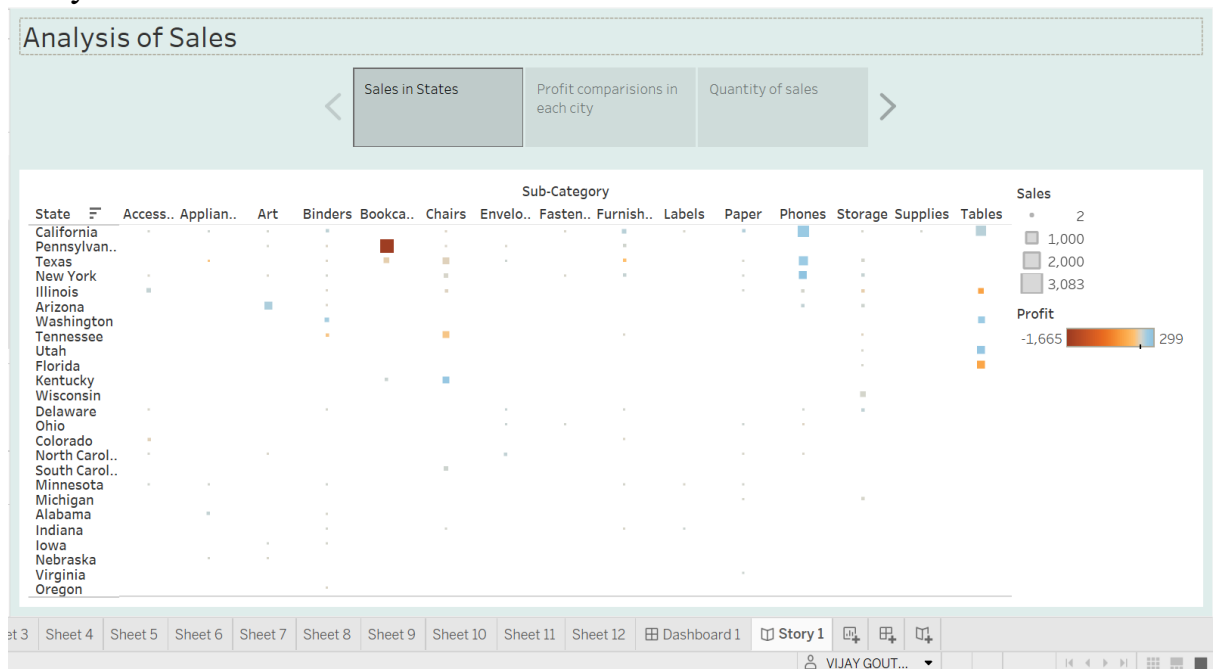 Analysis of Sales
Sales in States
Profit comparisions in
each city
Quantity of sales
Sub-Category
State Access.. Applian.. Art Binders Bookca.. Chairs Envelo.. Fasten.. Furnish.. Labels Paper Phones Storage Supplies Tables
California
Pennsylvan..
Texas
New York
Illinois
Arizona
Washington
Tennessee
Utah
Florida
Kentucky
Wisconsin
Delaware
Ohio
Colorado
North Carol..
South Carol..
Minnesota
Michigan
Alabama
Indiana
Iowa
Nebraska
Virginia
Oregon
Sales
2
1,000
2,000
3,083
Profit
-1,665 299
et 3 Sheet 4 Sheet 5 Sheet 6 Sheet 7 Sheet 8 Sheet 9 Sheet 10 Sheet 11 Sheet 12 Dashboard 1 Story 1
VIJAY GOUT...